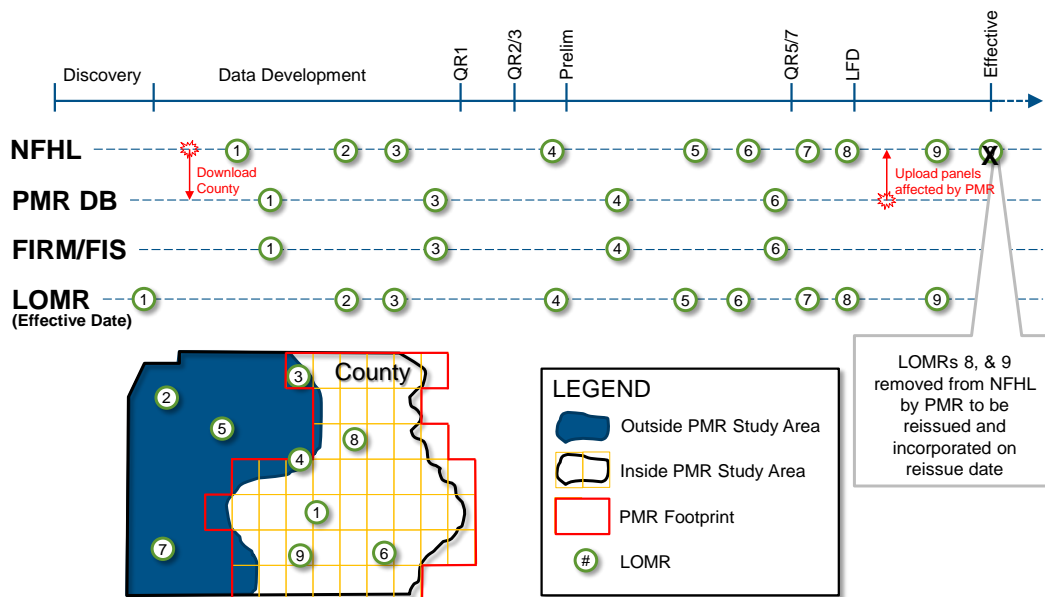 Discovery
Data Development
QR1
QR2/3
Prelim
QR5/7
LFD
Effective
NFHL
1
2
3
4
5
6
7
8
9
X
Download
County
Upload panels
affected by PMR
PMR DB
1
3
4
6
FIRM/FIS
1
3
4
6
LOMR
(Effective Date)
1
2
3
4
5
6
7
8
9
LOMRs 8, & 9
removed from NFHL
by PMR to be
reissued and
incorporated on
reissue date
County
3
2
5
8
4
1
7
9
6
LEGEND
Outside PMR Study Area
Inside PMR Study Area
PMR Footprint
# LOMR